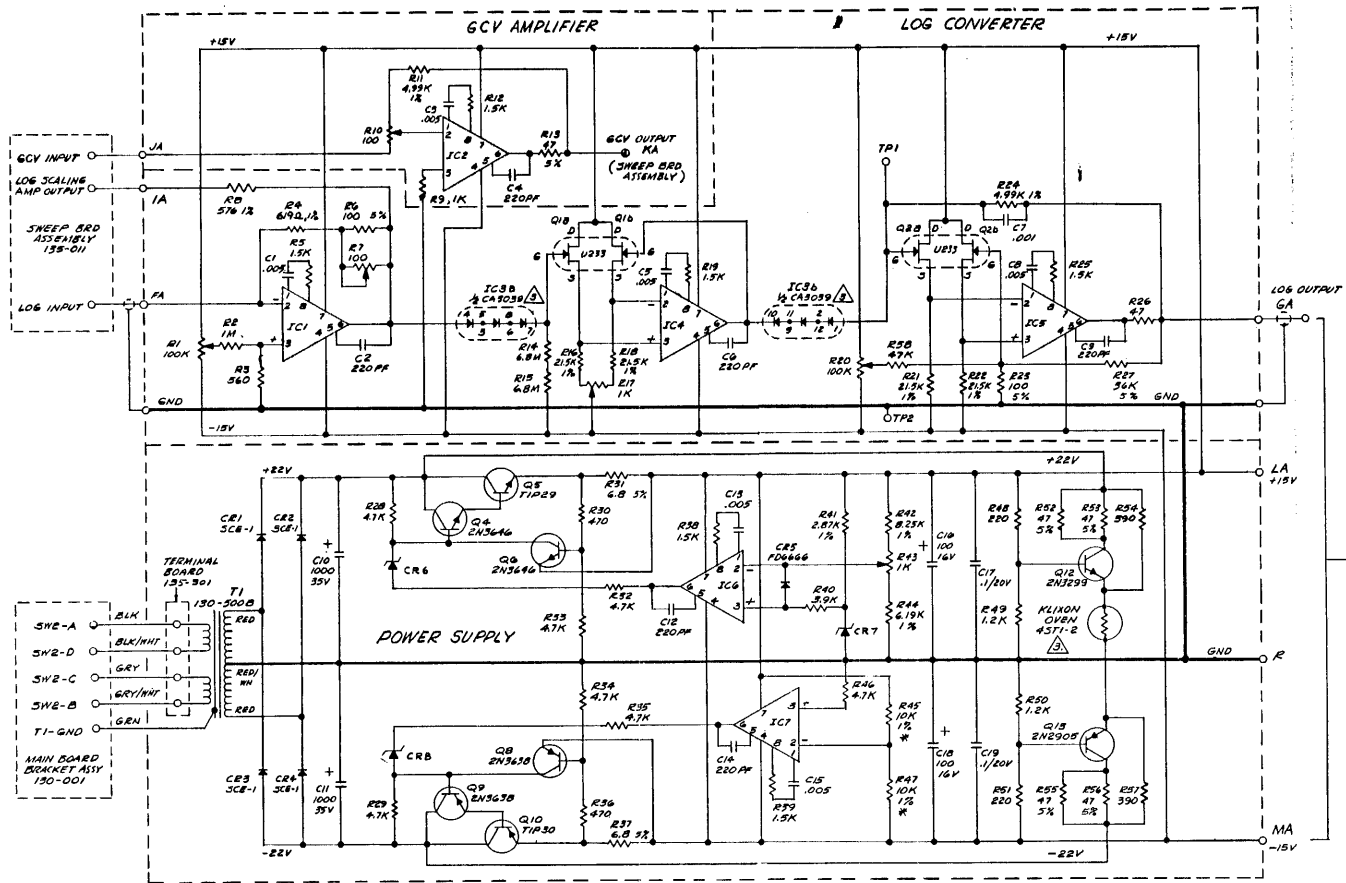 GCV AMPLIFIER
LOG CONVERTER
+15V
+15V
R11
4.99K
1%
C3
.005
R12
1.5K
R10
100
IC2
R13
47
5%
GCV OUTPUT
KA
(SWEEP BRD
ASSEMBLY)
C4
220PF
R9, 1K
GCV INPUT
JA
LOG SCALING
AMP OUTPUT
IA
SWEEP BRD
ASSEMBLY
135-011
LOG INPUT
FA
R8
576 1%
R4
619Ω, 1%
R6
100 5%
R5
1.5K
R7
100
C1
.005
R2
1M
R1
100K
R3
560
IC1
C2
220PF
GND
-15V
IC3a
½ CA3039
3
R14
6.8M
R15
6.8M
Q1a
Q1b
D
D
U233
G
G
S
S
R16
21.5K
1%
R18
21.5K
1%
R17
1K
C5
.005
R19
1.5K
IC4
C6
220PF
IC3b
½ CA3039
3
TP1
R20
100K
R58
47K
Q2a
Q2b
D
D
U233
G
G
S
S
R24
4.99K 1%
C7
.001
C8
.005
R25
1.5K
IC5
R26
47
C9
220PF
R21
21.5K
1%
R22
21.5K
1%
R23
100
5%
R27
56K
5%
GND
TP2
LOG OUTPUT
GA
+22V
+22V
LA
+15V
Q5
TIP29
R31
6.8 5%
R28
4.7K
Q4
2N3646
R30
470
Q6
2N3646
CR6
R32
4.7K
R33
4.7K
C12
220PF
R38
1.5K
C13
.005
IC6
CR5
FD6666
R41
2.87K
1%
R42
8.25K
1%
R43
1K
R40
3.9K
R44
6.19K
1%
CR7
C16
100
16V
C17
.1/20V
R48
220
R49
1.2K
R52
47
5%
R53
47
5%
R54
390
Q12
2N3299
KLIXON
OVEN
4ST1-2
3
CR1
SCE-1
CR2
SCE-1
C10
1000
35V
TERMINAL
BOARD
135-301
T1
130-5008
RED
RED/
WH
RED
POWER SUPPLY
GND
R
SW2-A
BLK
SW2-D
BLK/WHT
SW2-C
GRY
SW2-B
GRY/WHT
T1-GND
GRN
MAIN BOARD
BRACKET ASSY
130-001
CR3
SCE-1
CR4
SCE-1
C11
1000
35V
R34
4.7K
R35
4.7K
CR8
Q8
2N3638
Q9
2N3638
R29
4.7K
Q10
TIP30
R36
470
R37
6.8 5%
IC7
C14
220PF
C15
.005
R39
1.5K
R46
4.7K
R45
10K
1%
*
R47
10K
1%
*
C18
100
16V
C19
.1/20V
R50
1.2K
R51
220
Q13
2N2905
R55
47
5%
R56
47
5%
R57
390
-22V
-22V
MA
-15V